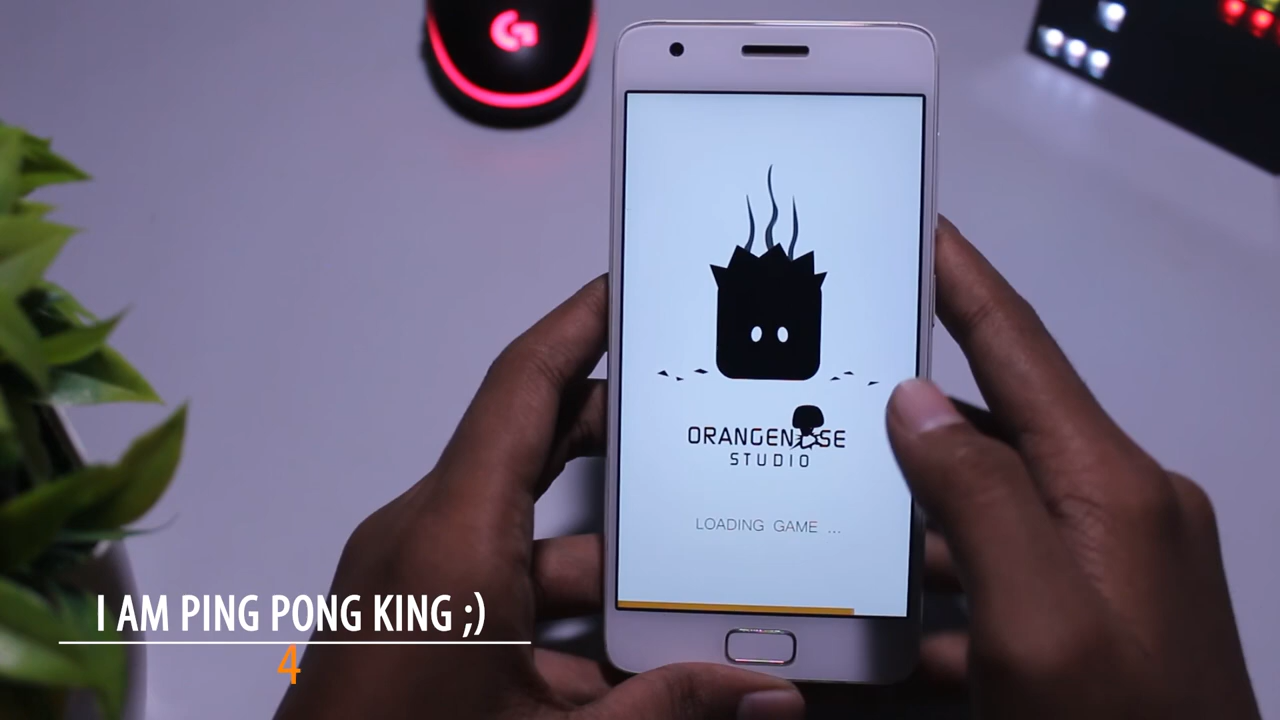 ORANGENOSE
STUDIO
LOADING GAME ...
I AM PING PONG KING ;)
4